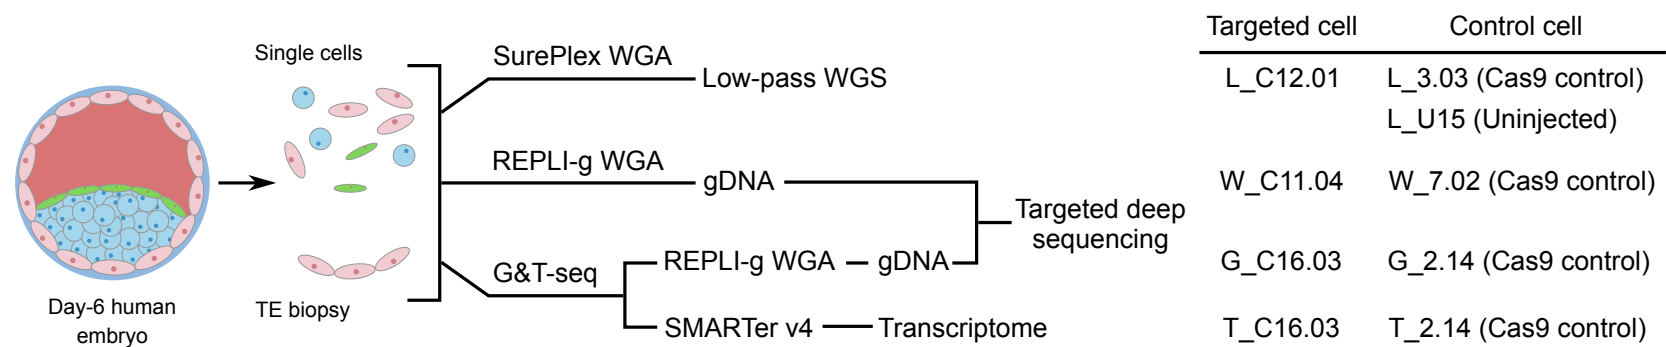 Single cells
TE biopsy
Day-6 human
embryo
SurePlex WGA
Low-pass WGS
REPLI-g WGA
gDNA
G&T-seq
REPLI-g WGA
gDNA
SMARTer v4
Transcriptome
Targeted deep
sequencing
Targeted cell Control cell
L_C12.01 L_3.03 (Cas9 control)
L_U15 (Uninjected)
W_C11.04 W_7.02 (Cas9 control)
G_C16.03 G_2.14 (Cas9 control)
T_C16.03 T_2.14 (Cas9 control)